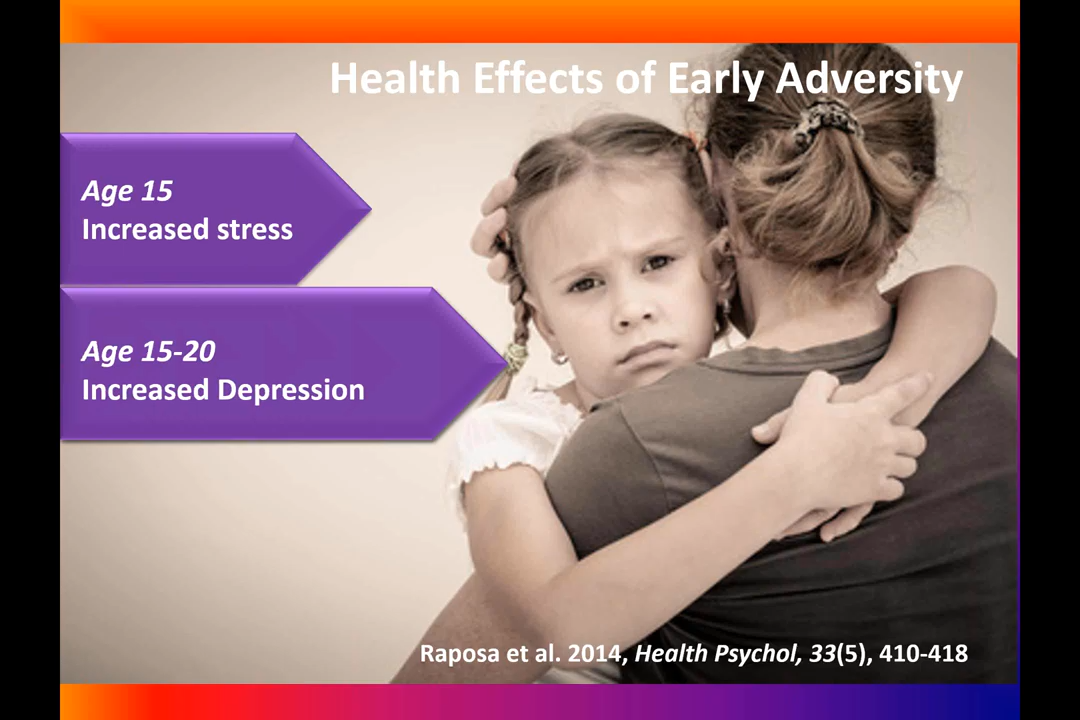 Health Effects of Early Adversity
Age 15
Increased stress
Age 15-20
Increased Depression
Raposa et al. 2014, Health Psychol, 33(5), 410-418